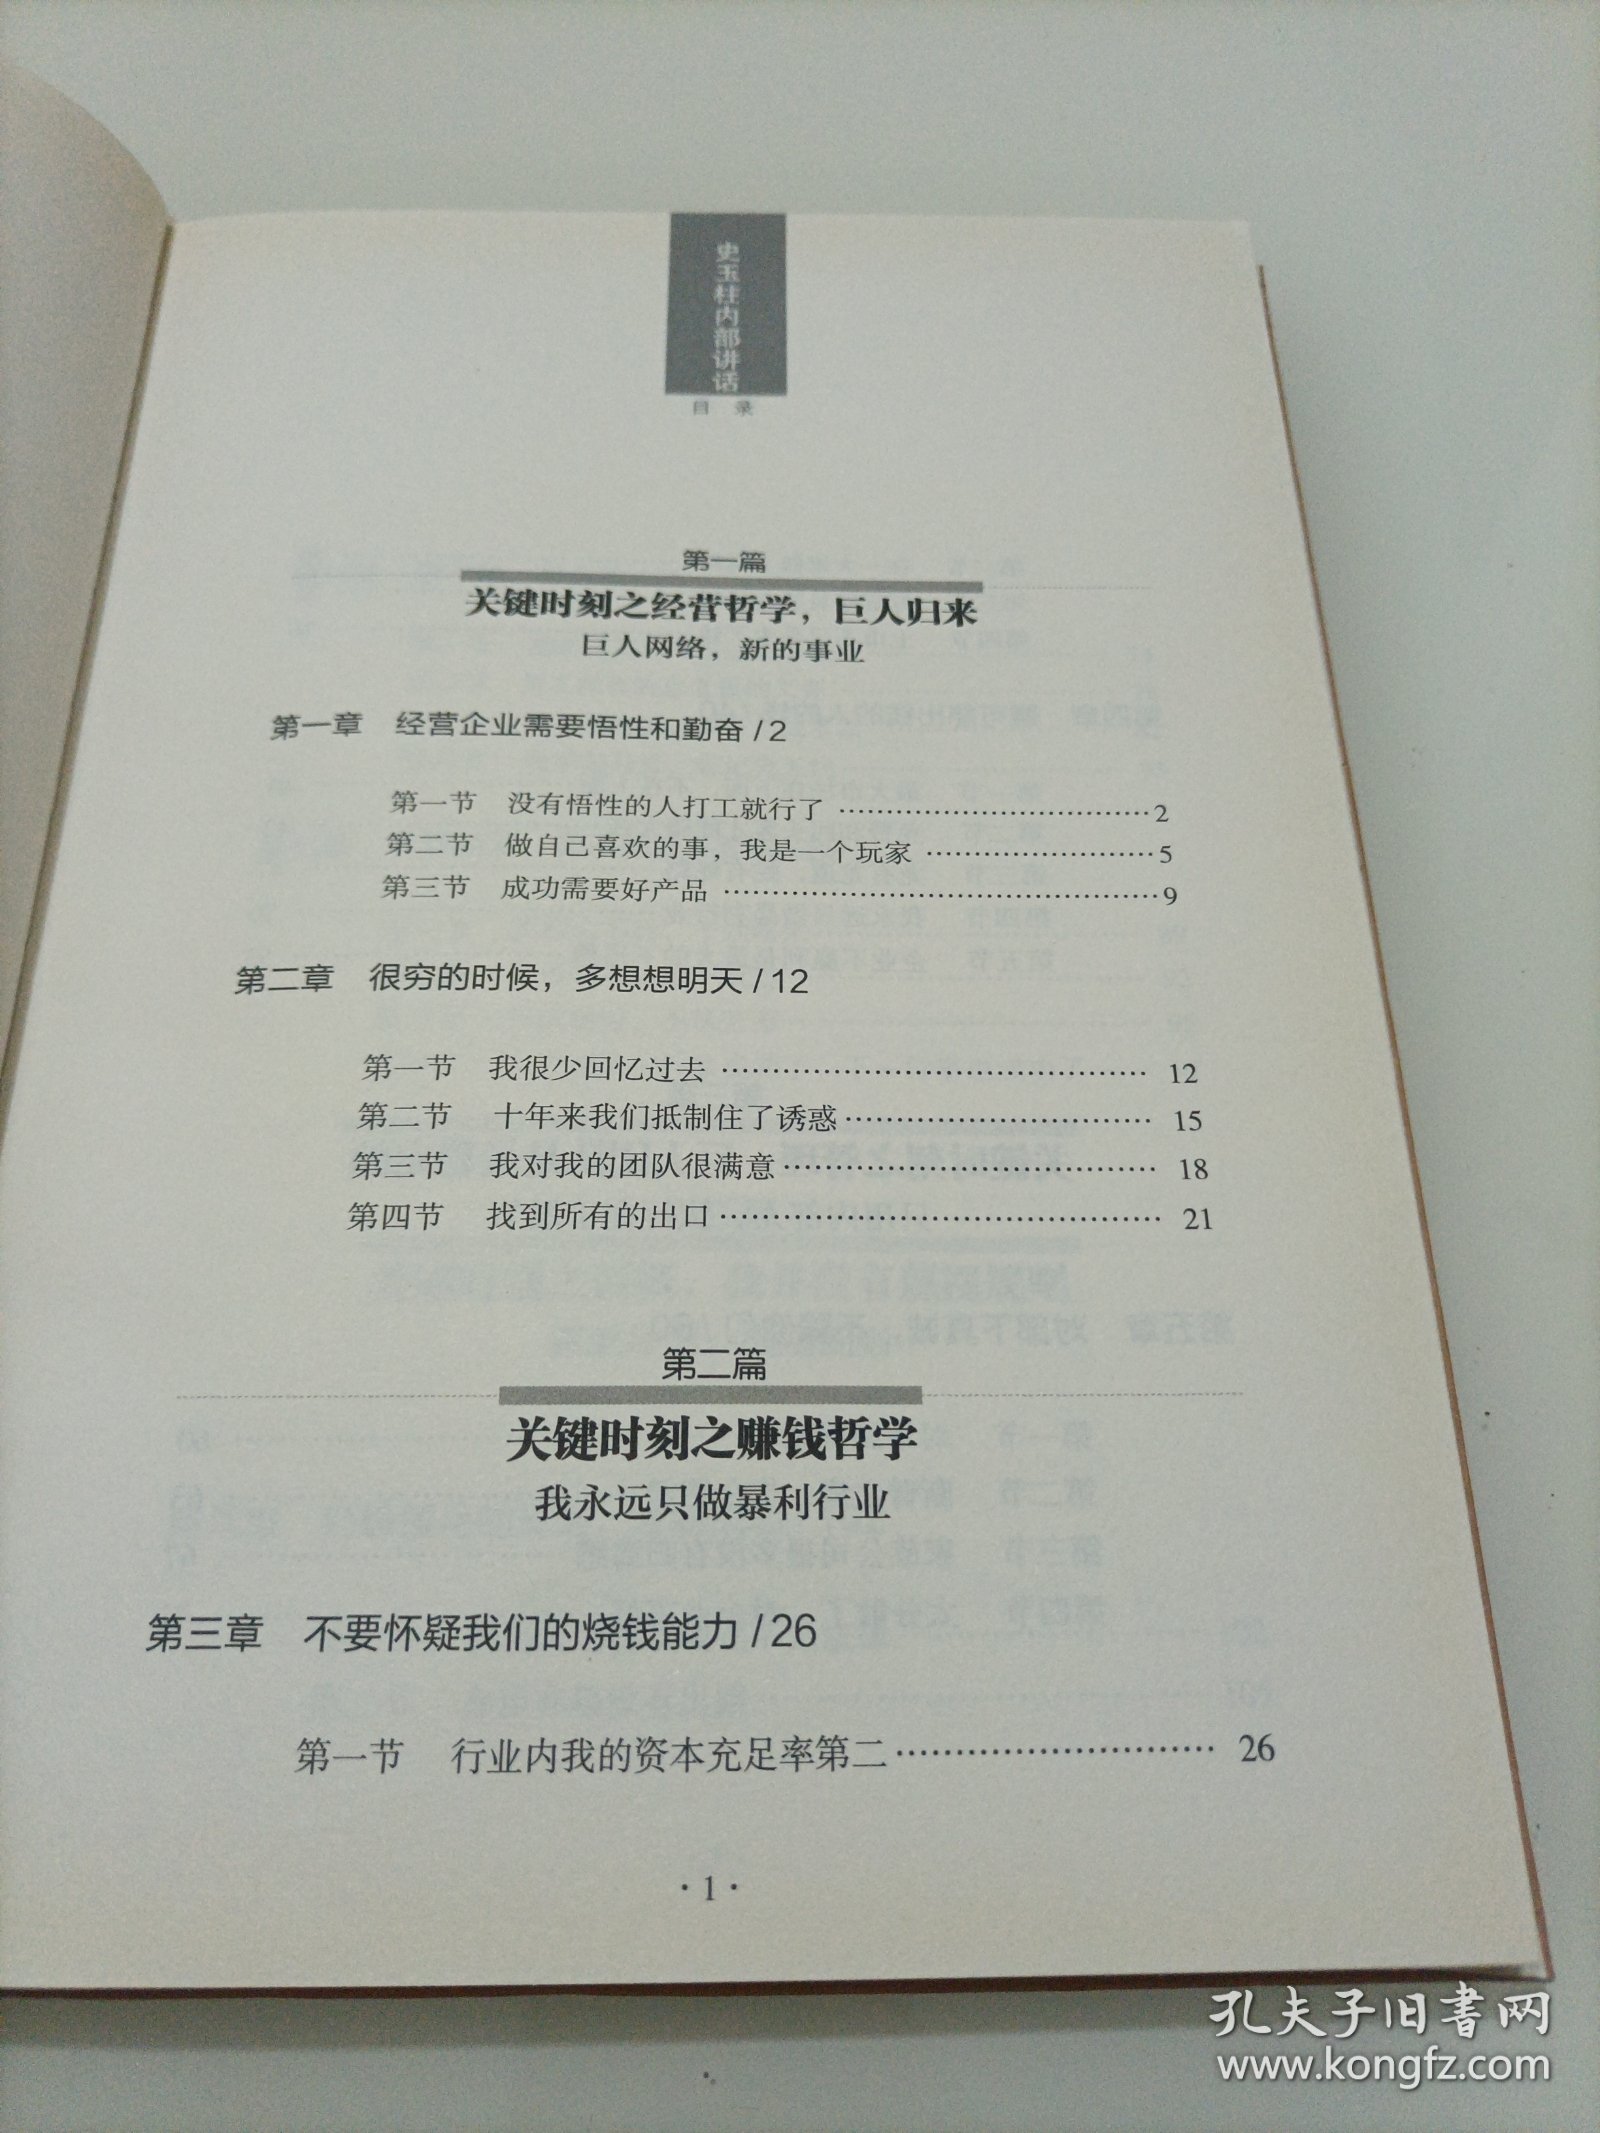 史玉柱内部讲话
目 录
第一篇
关键时刻之经营哲学，巨人归来
巨人网络，新的事业
第一章 经营企业需要悟性和勤奋 / 2
第一节 没有悟性的人打工就行了 ……………………………2
第二节 做自己喜欢的事，我是一个玩家 ……………………5
第三节 成功需要好产品 ………………………………………9
第二章 很穷的时候，多想想明天 / 12
第一节 我很少回忆过去 …………………………………… 12
第二节 十年来我们抵制住了诱惑………………………… 15
第三节 我对我的团队很满意……………………………… 18
第四节 找到所有的出口…………………………………… 21
第二篇
关键时刻之赚钱哲学
我永远只做暴利行业
第三章 不要怀疑我们的烧钱能力 / 26
第一节 行业内我的资本充足率第二……………………… 26
· 1 ·
孔夫子旧书网
www.kongfz.com